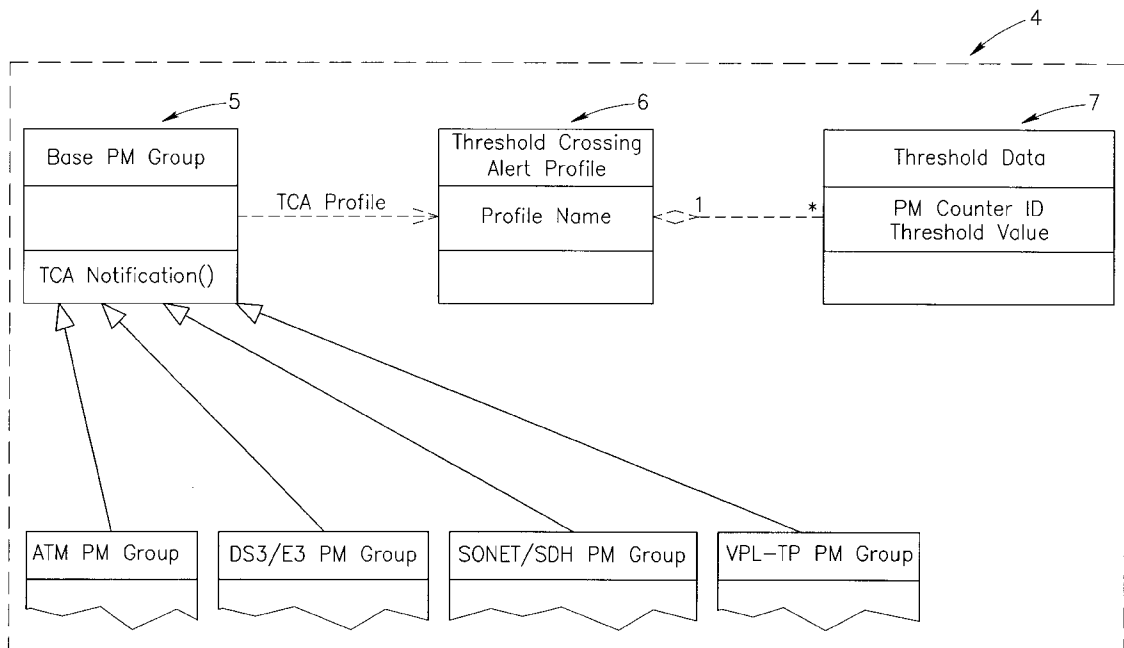 4
5
6
7
Base PM Group
Threshold Crossing
Alert Profile
Threshold Data
TCA Profile
Profile Name
1
*
PM Counter ID
Threshold Value
TCA Notification()
ATM PM Group
DS3/E3 PM Group
SONET/SDH PM Group
VPL-TP PM Group